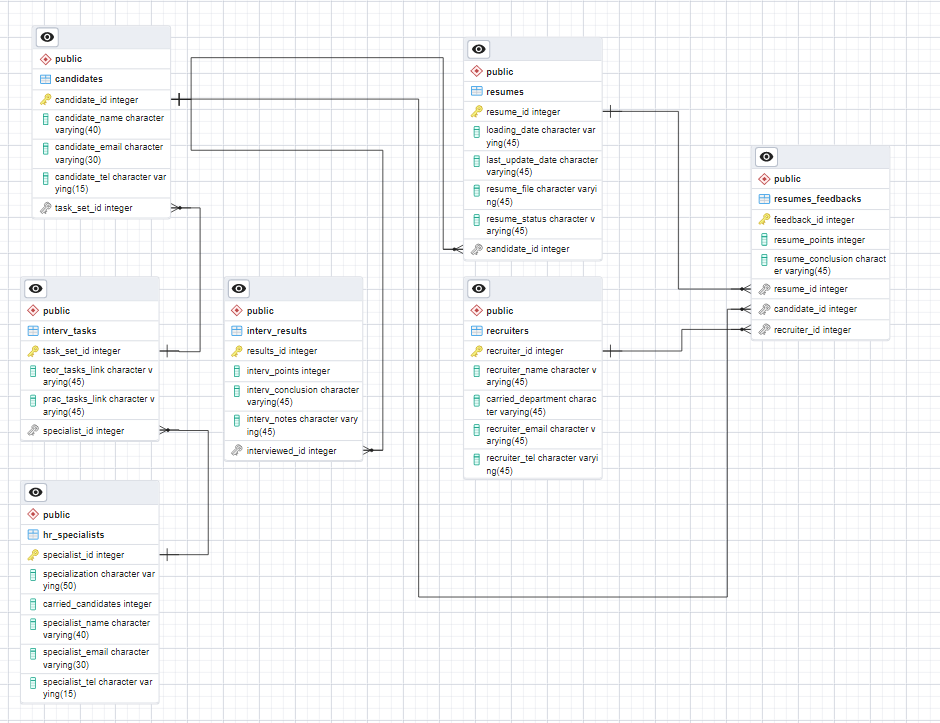 public
candidates
candidate_id integer
candidate_name character
varying(40)
candidate_email character
varying(30)
candidate_tel character var
ying(15)
task_set_id integer
public
resumes
resume_id integer
loading_date character var
ying(45)
last_update_date character
varying(45)
resume_file character varyi
ng(45)
resume_status character v
arying(45)
candidate_id integer
public
resumes_feedbacks
feedback_id integer
resume_points integer
resume_conclusion charact
er varying(45)
resume_id integer
candidate_id integer
recruiter_id integer
public
interv_tasks
task_set_id integer
teor_tasks_link character v
arying(45)
prac_tasks_link character v
arying(45)
specialist_id integer
public
interv_results
results_id integer
interv_points integer
interv_conclusion character
varying(45)
interv_notes character vary
ing(45)
interviewed_id integer
public
recruiters
recruiter_id integer
recruiter_name character v
arying(45)
carried_department charac
ter varying(45)
recruiter_email character v
arying(45)
recruiter_tel character varyi
ng(45)
public
hr_specialists
specialist_id integer
specialization character var
ying(50)
carried_candidates integer
specialist_name character
varying(40)
specialist_email character
varying(30)
specialist_tel character var
ying(15)